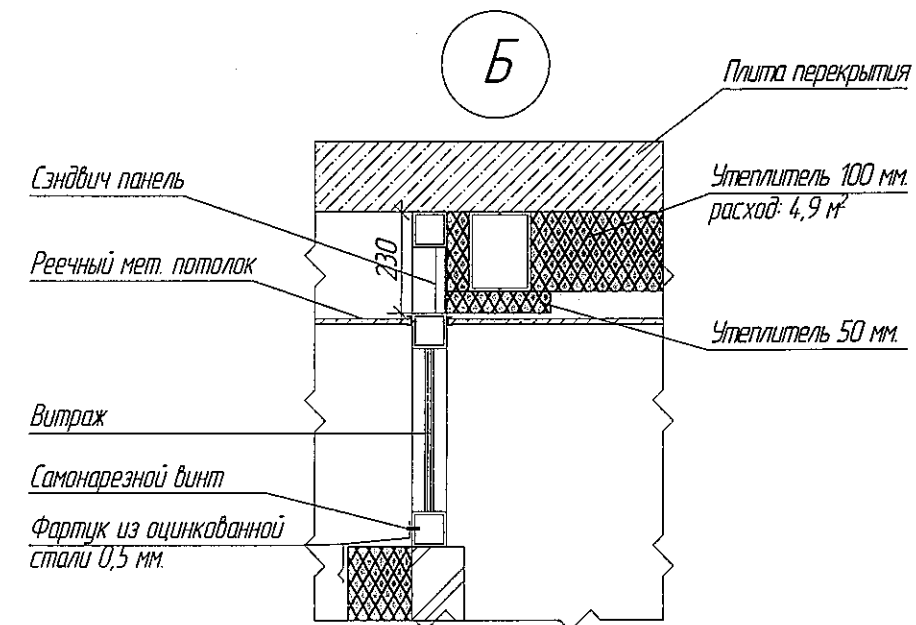 Б
Плита перекрытия
Сэндвич панель
Утеплитель 100 мм.
расход: 4,9 м²
230
Реечный мет. потолок
Утеплитель 50 мм.
Витраж
Самонарезной винт
Фартук из оцинкованной
стали 0,5 мм.